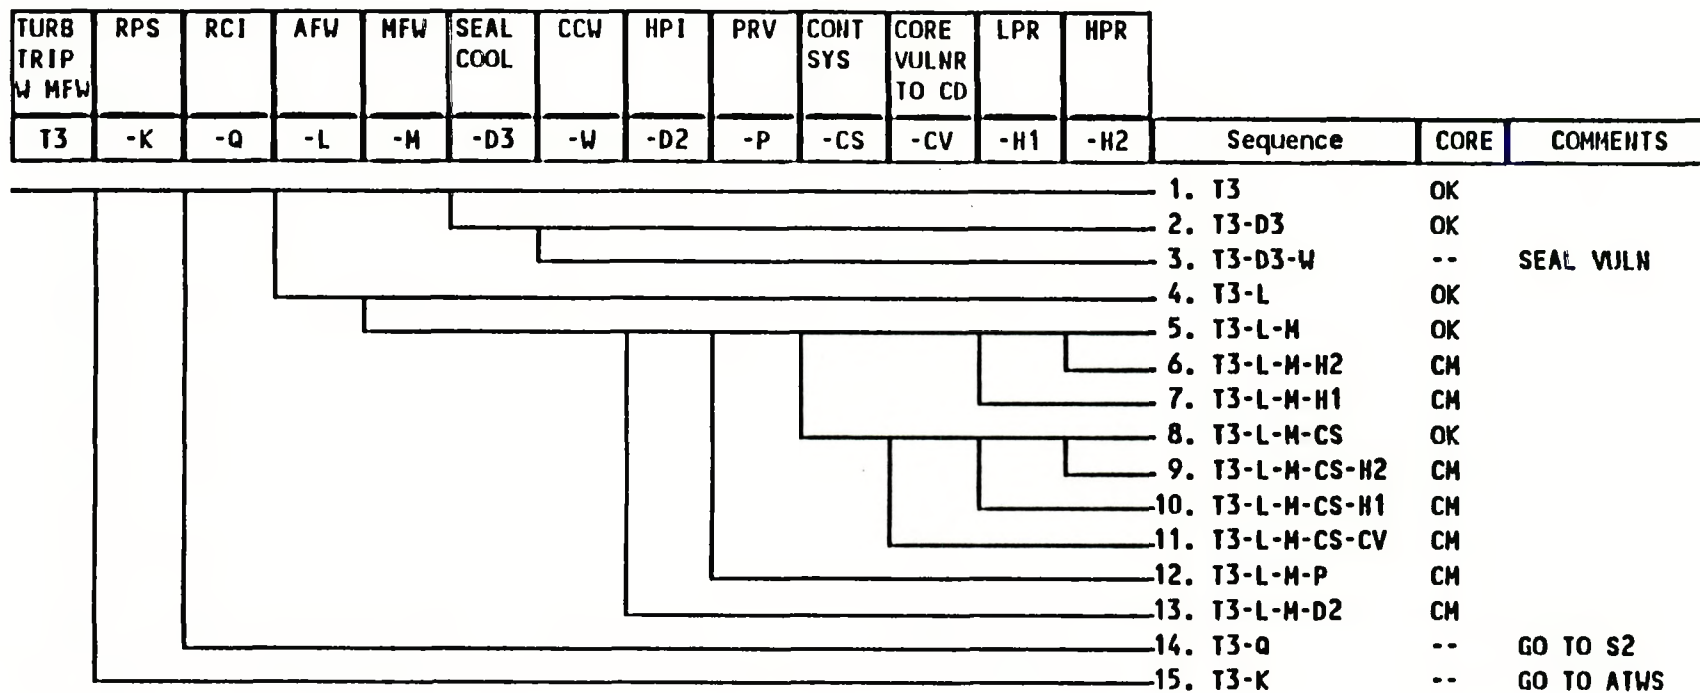 TURB TRIP W MFW RPS RCI AFW MFW SEAL COOL CCW HPI PRV CONT SYS CORE VULNR TO CD LPR HPR
T3 -K -Q -L -M -D3 -W -D2 -P -CS -CV -H1 -H2 Sequence CORE COMMENTS
1. T3 OK
2. T3-D3 OK
3. T3-D3-W -- SEAL VULN
4. T3-L OK
5. T3-L-M OK
6. T3-L-M-H2 CM
7. T3-L-M-H1 CM
8. T3-L-M-CS OK
9. T3-L-M-CS-H2 CM
10. T3-L-M-CS-H1 CM
11. T3-L-M-CS-CV CM
12. T3-L-M-P CM
13. T3-L-M-D2 CM
14. T3-Q -- GO TO S2
15. T3-K -- GO TO ATWS